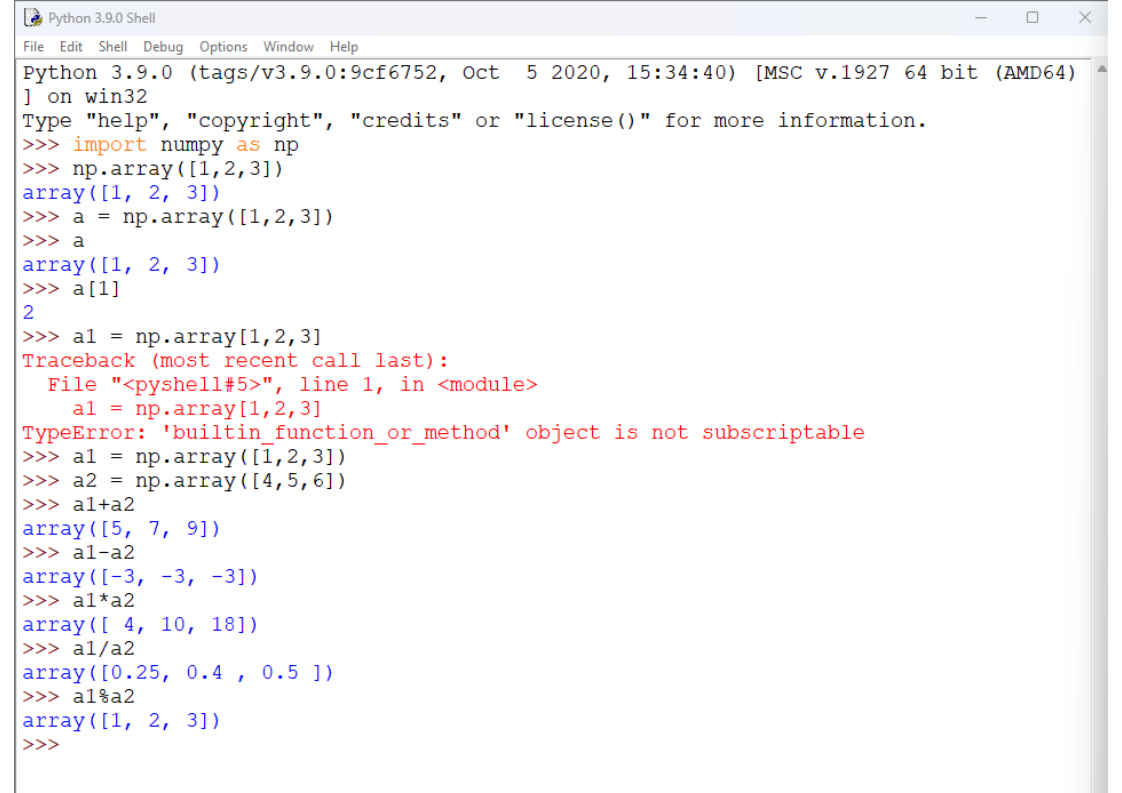 Python 3.9.0 Shell
File Edit Shell Debug Options Window Help
Python 3.9.0 (tags/v3.9.0:9cf6752, Oct  5 2020, 15:34:40) [MSC v.1927 64 bit (AMD64)
] on win32
Type "help", "copyright", "credits" or "license()" for more information.
>>> import numpy as np
>>> np.array([1,2,3])
array([1, 2, 3])
>>> a = np.array([1,2,3])
>>> a
array([1, 2, 3])
>>> a[1]
2
>>> a1 = np.array[1,2,3]
Traceback (most recent call last):
  File "<pyshell#5>", line 1, in <module>
    a1 = np.array[1,2,3]
TypeError: 'builtin_function_or_method' object is not subscriptable
>>> a1 = np.array([1,2,3])
>>> a2 = np.array([4,5,6])
>>> a1+a2
array([5, 7, 9])
>>> a1-a2
array([-3, -3, -3])
>>> a1*a2
array([ 4, 10, 18])
>>> a1/a2
array([0.25, 0.4 , 0.5 ])
>>> a1%a2
array([1, 2, 3])
>>>